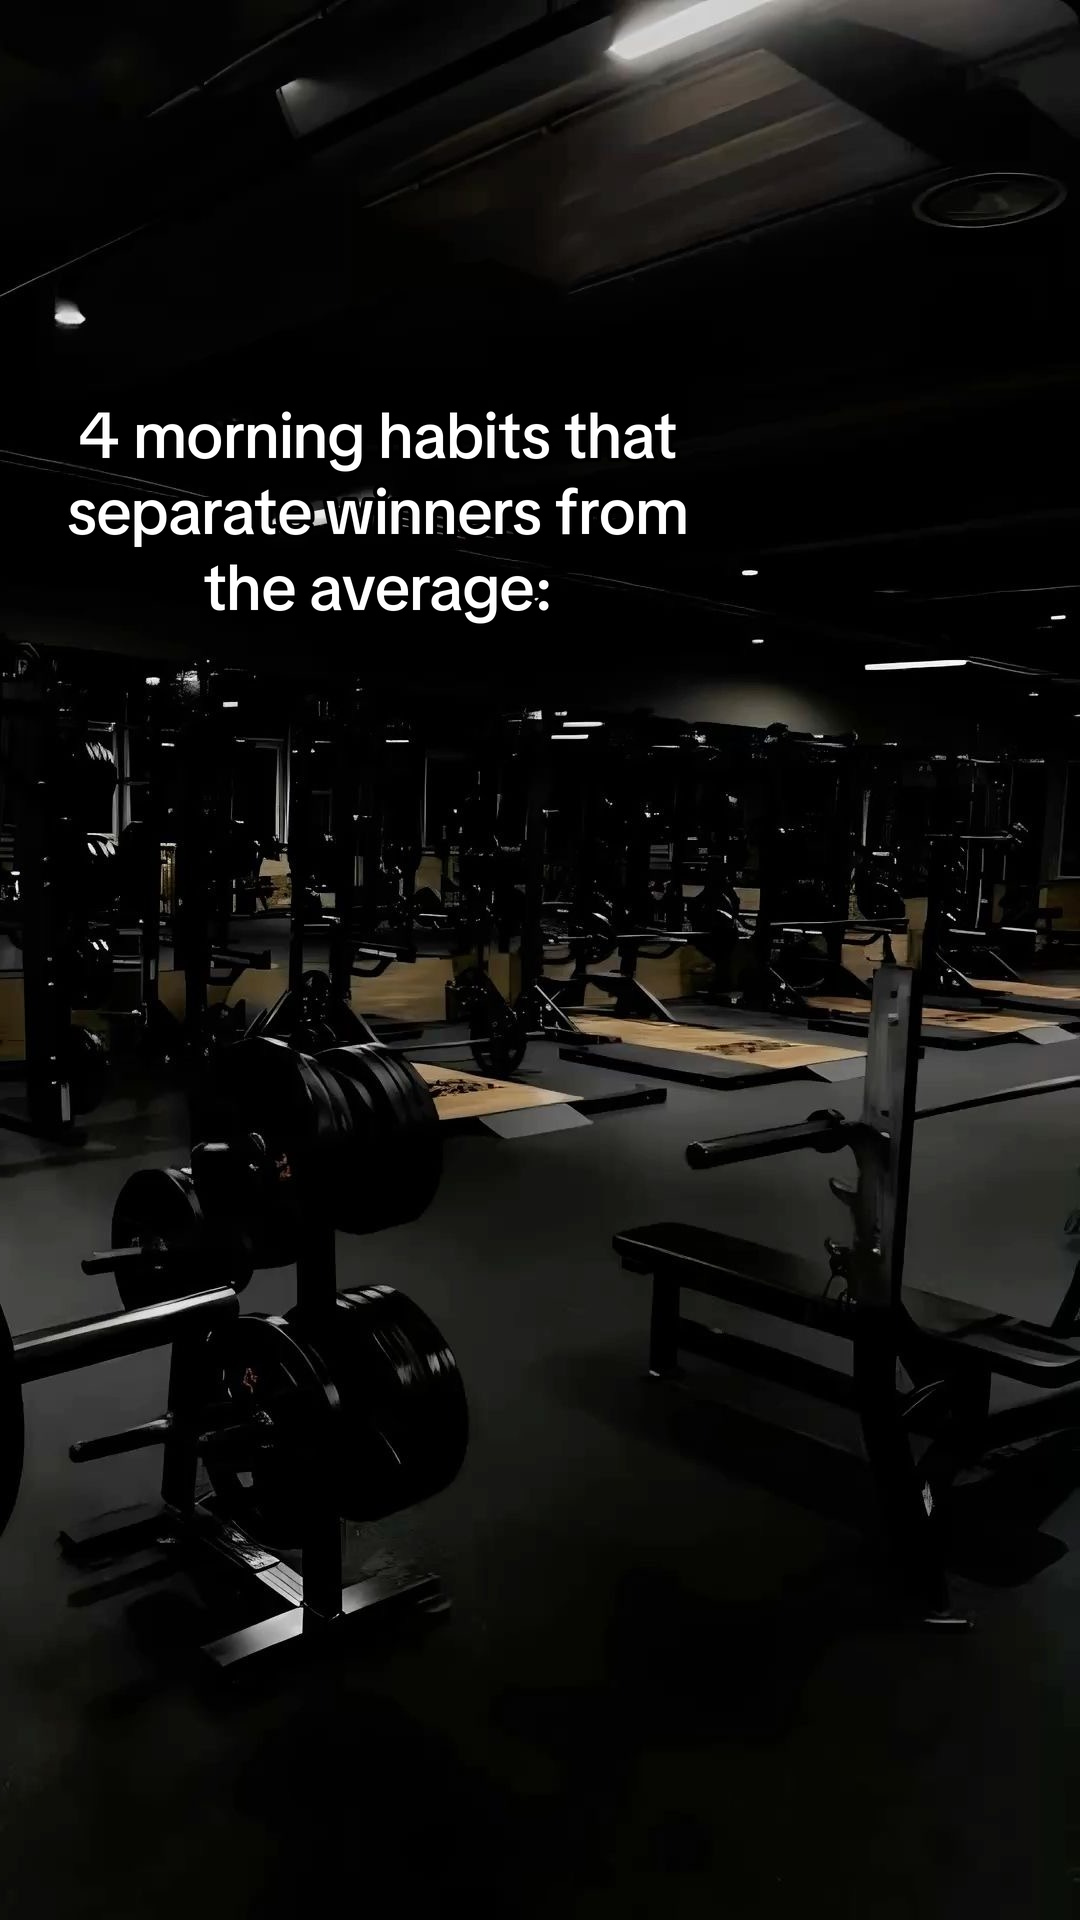 4 morning habits that
separate winners from
the average: